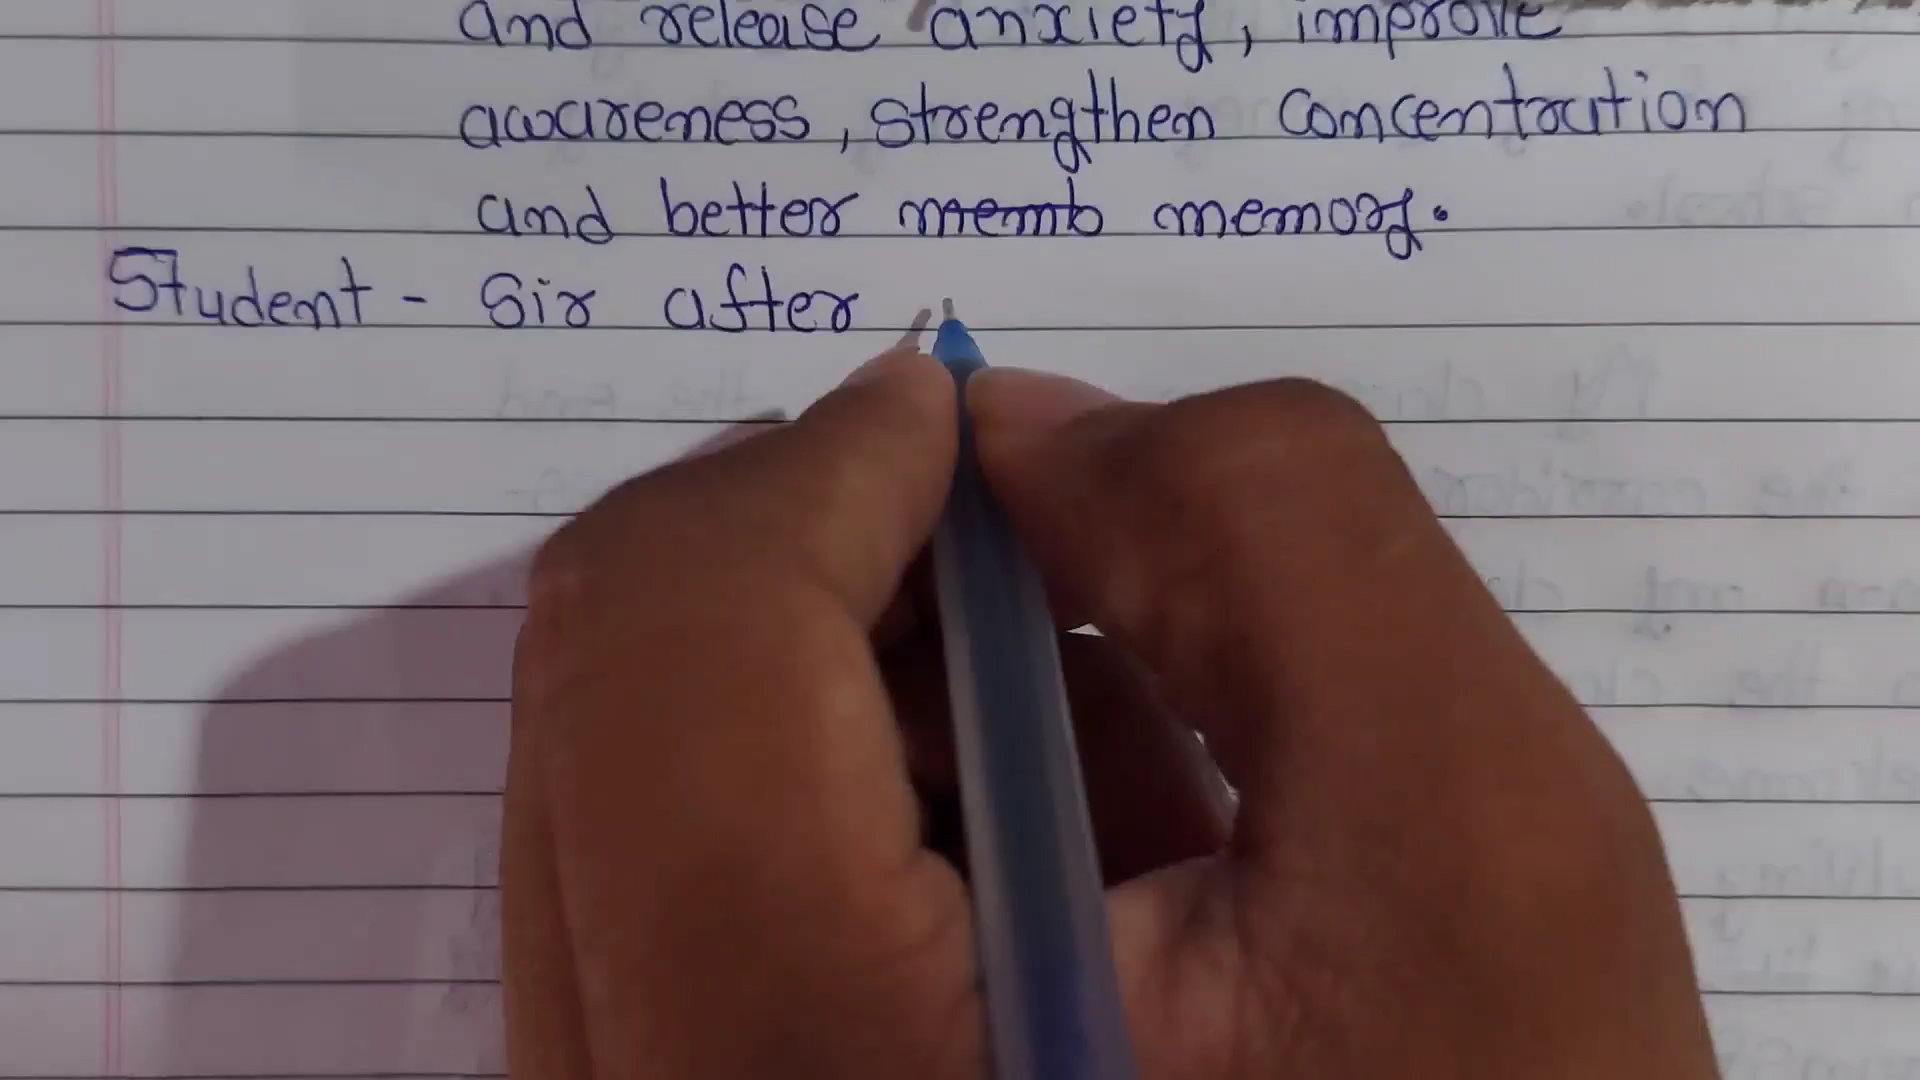 and release anxiety, improve
awareness, strengthen concentration
and better memb memory.
Student - Sir after